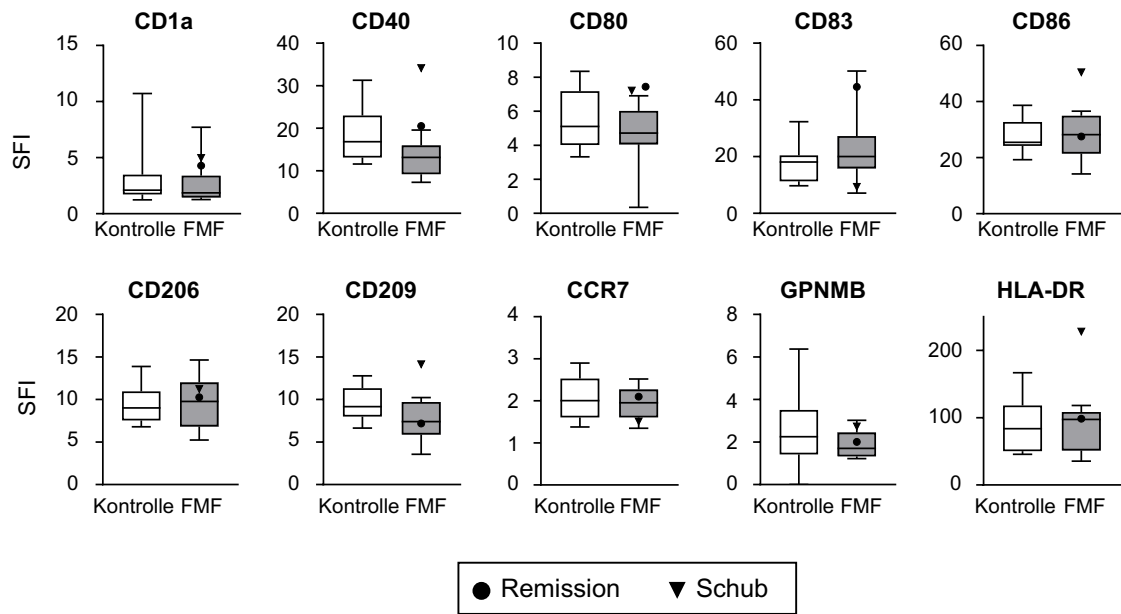 CD1a CD40 CD80 CD83 CD86
15 40 10 60 60
8
30
10 40 40
6
SFI
20
4
5 20 20
10
2
0 0 0 0 0
Kontrolle FMF Kontrolle FMF Kontrolle FMF Kontrolle FMF Kontrolle FMF
CD206 CD209 CCR7 GPNMB HLA-DR
20 20 4 8
200
15 15 3 6
SFI
10 10 2 4
100
5 5 1 2
0 0 0 0 0
Kontrolle FMF Kontrolle FMF Kontrolle FMF Kontrolle FMF Kontrolle FMF
Remission Schub